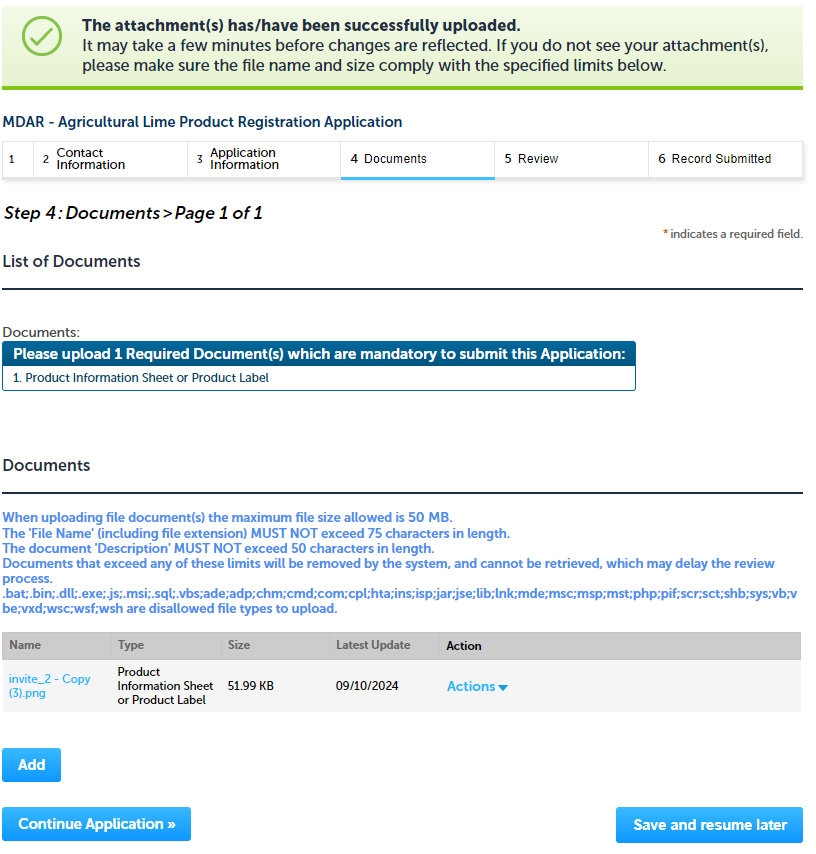 The attachment(s) has/have been successfully uploaded.
It may take a few minutes before changes are reflected. If you do not see your attachment(s),
please make sure the file name and size comply with the specified limits below.
MDAR - Agricultural Lime Product Registration Application
1
2 Contact Information
3 Application Information
4 Documents
5 Review
6 Record Submitted
Step 4: Documents > Page 1 of 1
* indicates a required field.
List of Documents
Documents:
Please upload 1 Required Document(s) which are mandatory to submit this Application:
1. Product Information Sheet or Product Label
Documents
When uploading file document(s) the maximum file size allowed is 50 MB.
The 'File Name' (including file extension) MUST NOT exceed 75 characters in length.
The document 'Description' MUST NOT exceed 50 characters in length.
Documents that exceed any of these limits will be removed by the system, and cannot be retrieved, which may delay the review
process.
.bat;.bin;.dll;.exe;.js;.msi;.sql;.vbs;ade;adp;chm;cmd;com;cpl;hta;ins;isp;jar;jse;lib;lnk;mde;msc;msp;mst;php;pif;scr;sct;shb;sys;vb;v
be;vxd;wsc;wsf;wsh are disallowed file types to upload.
Name Type Size Latest Update Action
invite_2 - Copy
(3).png
Product
Information Sheet
or Product Label
51.99 KB
09/10/2024
Actions
Add
Continue Application »
Save and resume later